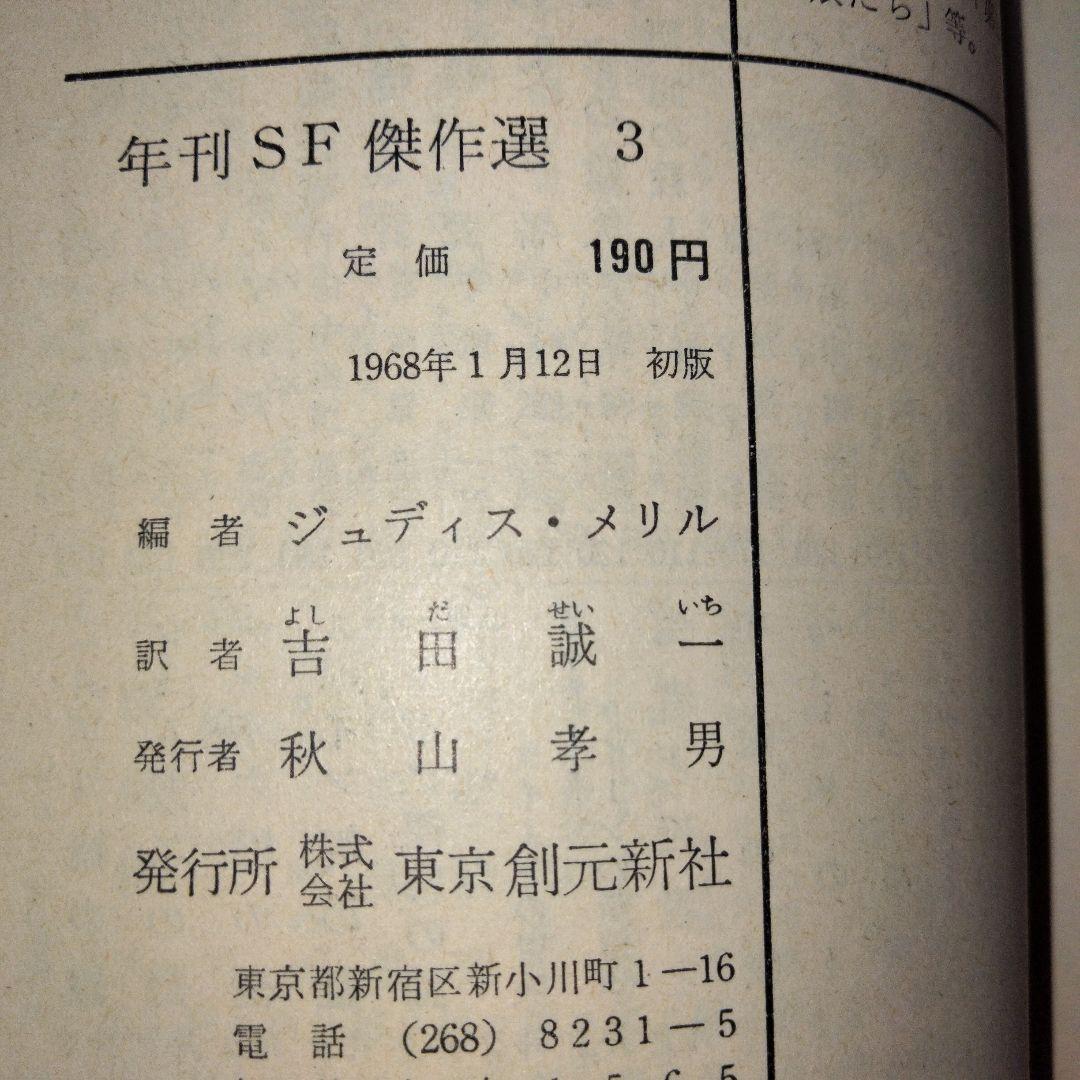 たち」等。
年刊SF傑作選 3
定価 190円
1968年1月12日 初版
編者 ジュディス・メリル
よし だ せい いち
訳者 吉田誠一
発行者 秋山孝男
発行所 株式会社 東京創元新社
東京都新宿区新小川町1—16
電話 (268) 8231—5